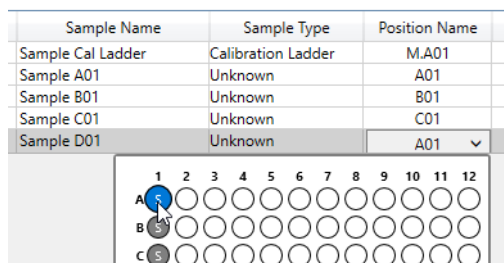 Sample Name Sample Type Position Name
Sample Cal Ladder Calibration Ladder M.A01
Sample A01 Unknown A01
Sample B01 Unknown B01
Sample C01 Unknown C01
Sample D01 Unknown A01
1 2 3 4 5 6 7 8 9 10 11 12
A S
B S
C S